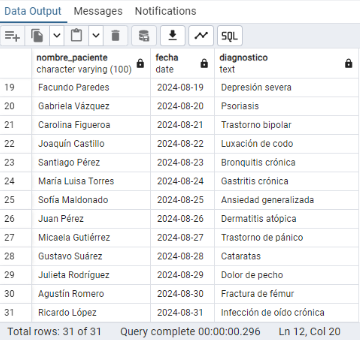 Data Output Messages Notifications
SQL
nombre_paciente fecha diagnostico
character varying (100) date text
19 Facundo Paredes 2024-08-19 Depresión severa
20 Gabriela Vázquez 2024-08-20 Psoriasis
21 Carolina Figueroa 2024-08-21 Trastorno bipolar
22 Joaquín Castillo 2024-08-22 Luxación de codo
23 Santiago Pérez 2024-08-23 Bronquitis crónica
24 María Luisa Torres 2024-08-24 Gastritis crónica
25 Sofía Maldonado 2024-08-25 Ansiedad generalizada
26 Juan Pérez 2024-08-26 Dermatitis atópica
27 Micaela Gutiérrez 2024-08-27 Trastorno de pánico
28 Gustavo Suárez 2024-08-28 Cataratas
29 Julieta Rodríguez 2024-08-29 Dolor de pecho
30 Agustín Romero 2024-08-30 Fractura de fémur
31 Ricardo López 2024-08-31 Infección de oído crónica
Total rows: 31 of 31 Query complete 00:00:00.296 Ln 12, Col 20